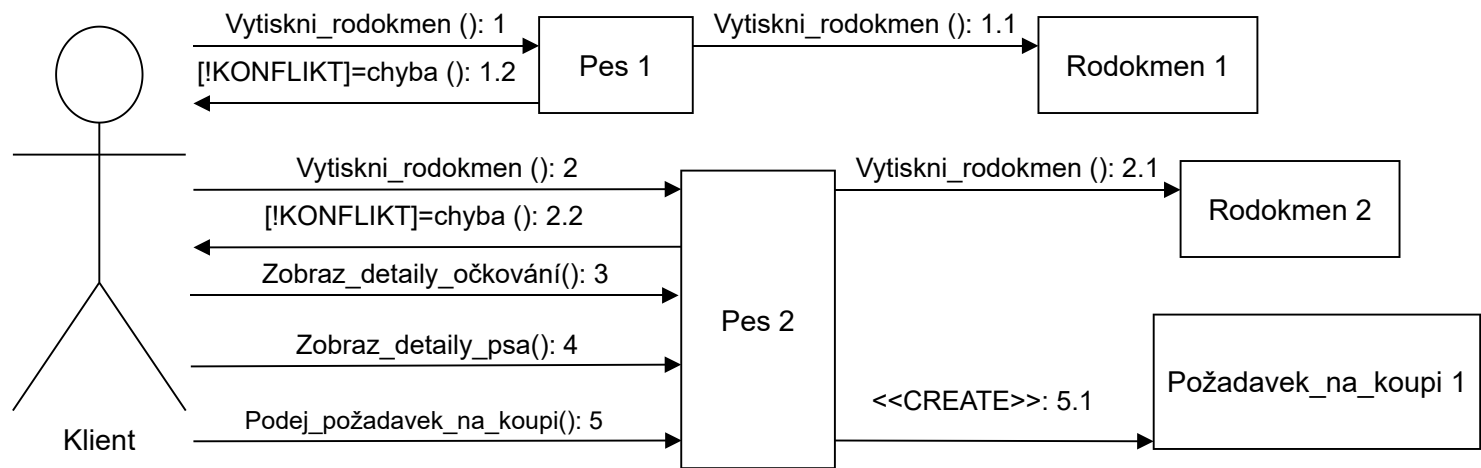 Vytiskni_rodokmen (): 1
Vytiskni_rodokmen (): 1.1
Pes 1
Rodokmen 1
[!KONFLIKT]=chyba (): 1.2
Vytiskni_rodokmen (): 2
Vytiskni_rodokmen (): 2.1
Rodokmen 2
[!KONFLIKT]=chyba (): 2.2
Zobraz_detaily_očkování(): 3
Pes 2
Zobraz_detaily_psa(): 4
Požadavek_na_koupi 1
<<CREATE>>: 5.1
Podej_požadavek_na_koupi(): 5
Klient